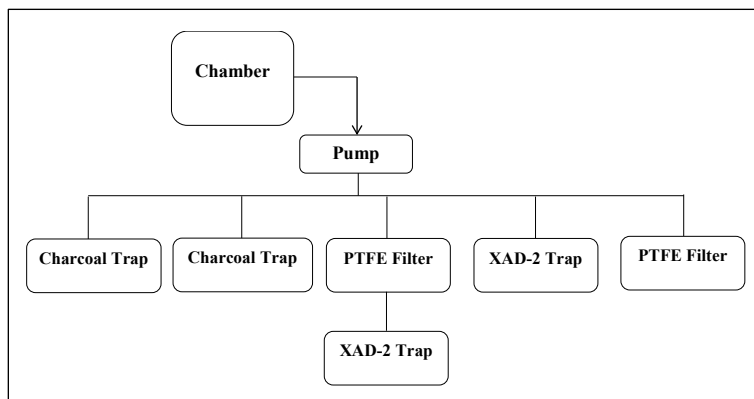 Chamber
Pump
Charcoal Trap
Charcoal Trap
PTFE Filter
XAD-2 Trap
PTFE Filter
XAD-2 Trap